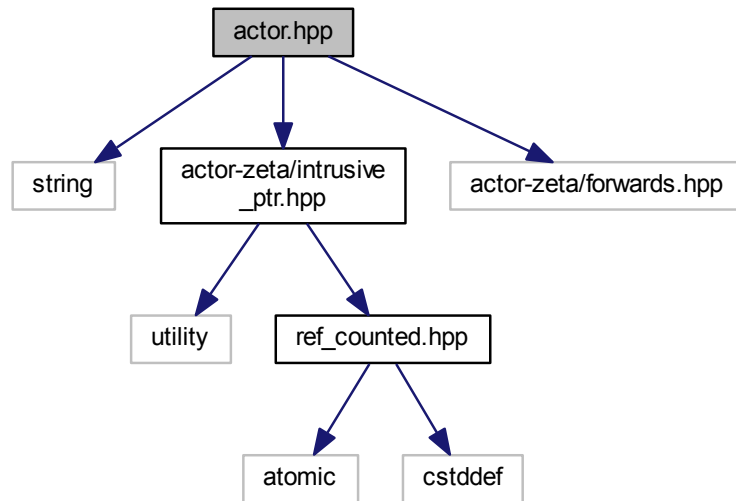 actor.hpp
string
actor-zeta/intrusive
_ptr.hpp
actor-zeta/forwards.hpp
utility
ref_counted.hpp
atomic
cstddef